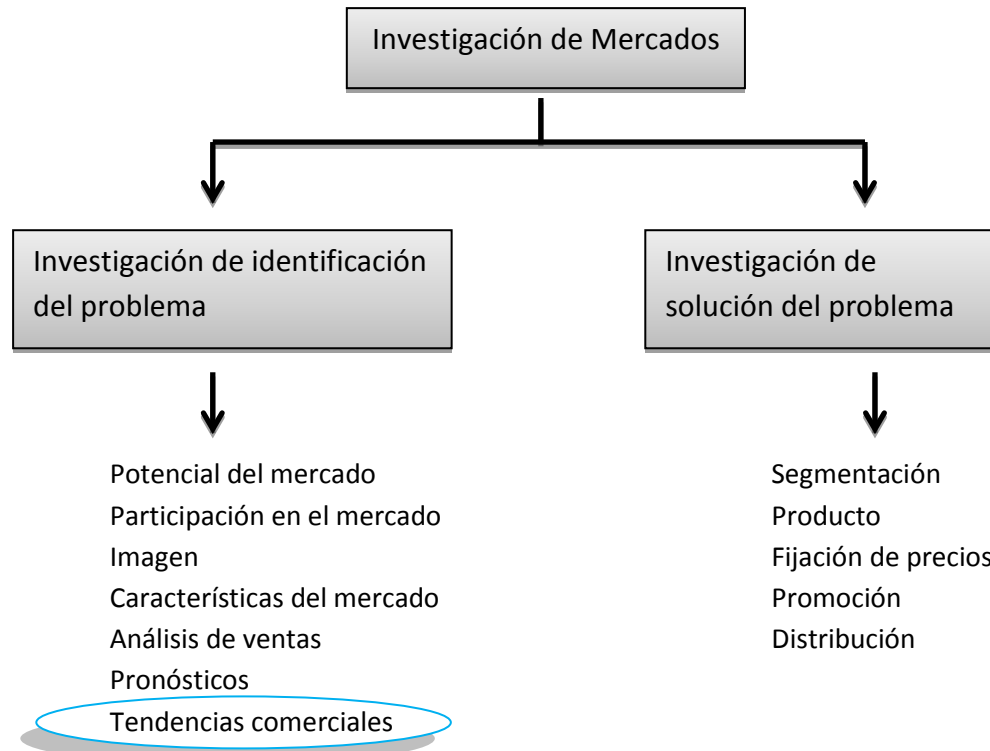 Investigación de Mercados
Investigación de identificación
del problema
Potencial del mercado
Participación en el mercado
Imagen
Características del mercado
Análisis de ventas
Pronósticos
Tendencias comerciales
Investigación de
solución del problema
Segmentación
Producto
Fijación de precios
Promoción
Distribución